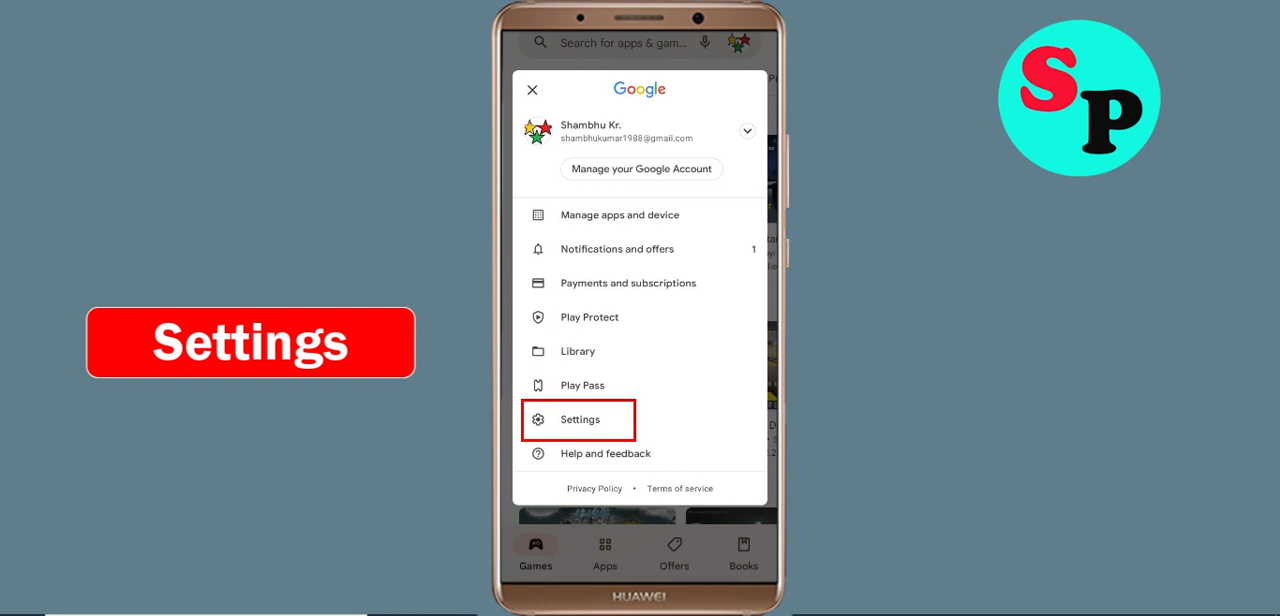 Search for apps & gam...
Google
Shambhu Kr.
shambhukumar1988@gmail.com
Manage your Google Account
Manage apps and device
Notifications and offers 1
Payments and subscriptions
Play Protect
Library
Play Pass
Settings
Help and feedback
Privacy Policy • Terms of service
Games Apps Offers Books
HUAWEI
Settings
SP